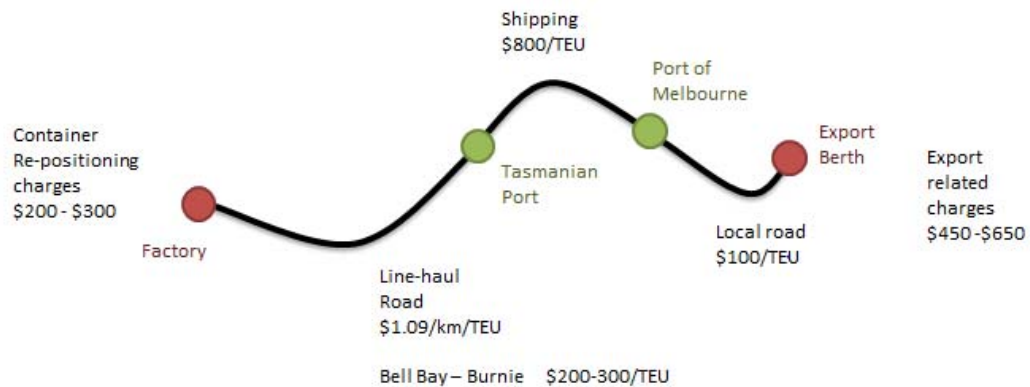 Shipping
$800/TEU
Port of
Melbourne
Container
Re-positioning
charges
$200 - $300
Export
Berth
Export
related
charges
$450 -$650
Tasmanian
Port
Factory
Local road
$100/TEU
Line-haul
Road
$1.09/km/TEU
Bell Bay – Burnie $200-300/TEU